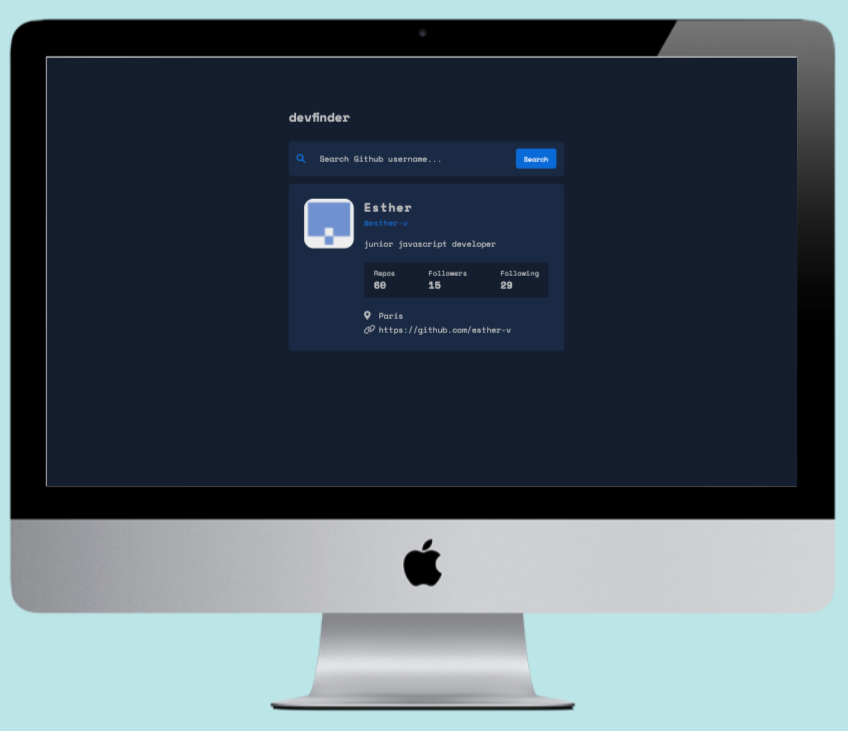 devfinder
Search Github username... Search
Esther
@esther-v
junior javascript developer
Repos Followers Following
60 15 29
Paris
https://github.com/esther-v